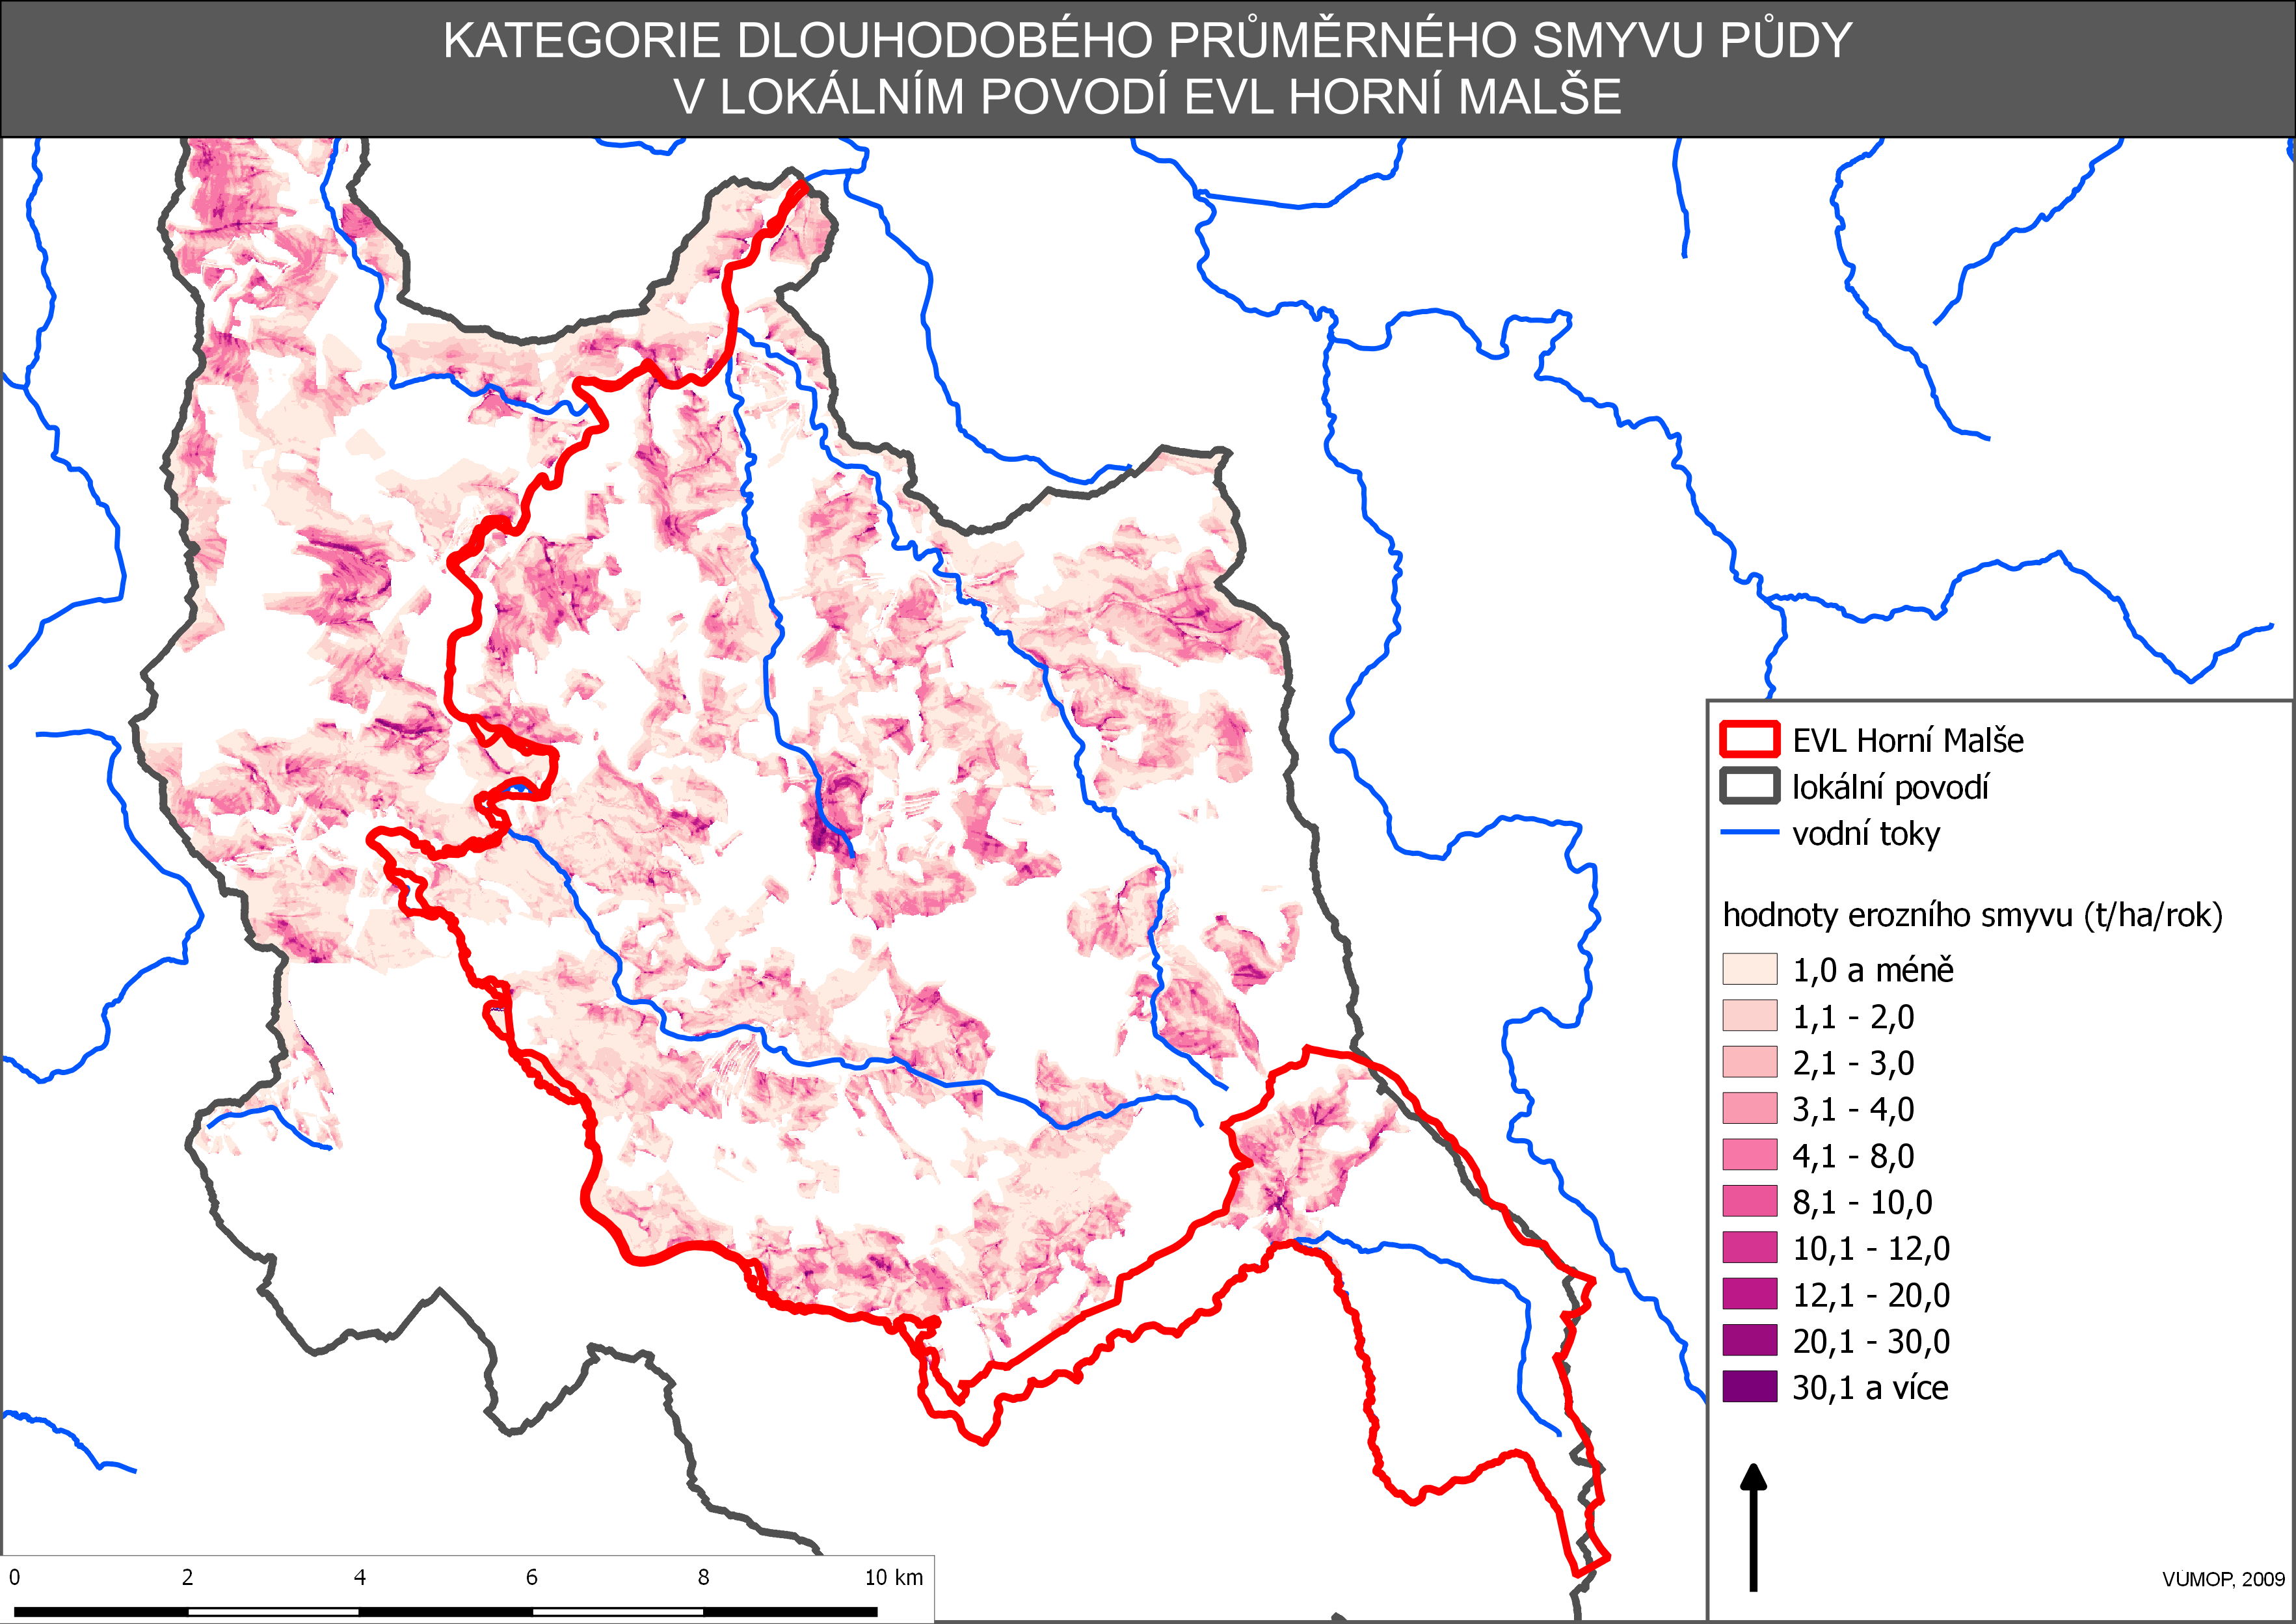 KATEGORIE DLOUHODOBÉHO PRŮMĚRNÉHO SMYVU PŮDY
V LOKÁLNÍM POVODÍ EVL HORNÍ MALŠE
EVL Horní Malše
lokální povodí
vodní toky
hodnoty erozního smyvu (t/ha/rok)
1,0 a méně
1,1 - 2,0
2,1 - 3,0
3,1 - 4,0
4,1 - 8,0
8,1 - 10,0
10,1 - 12,0
12,1 - 20,0
20,1 - 30,0
30,1 a více
VÚMOP, 2009
0 2 4 6 8 10 km